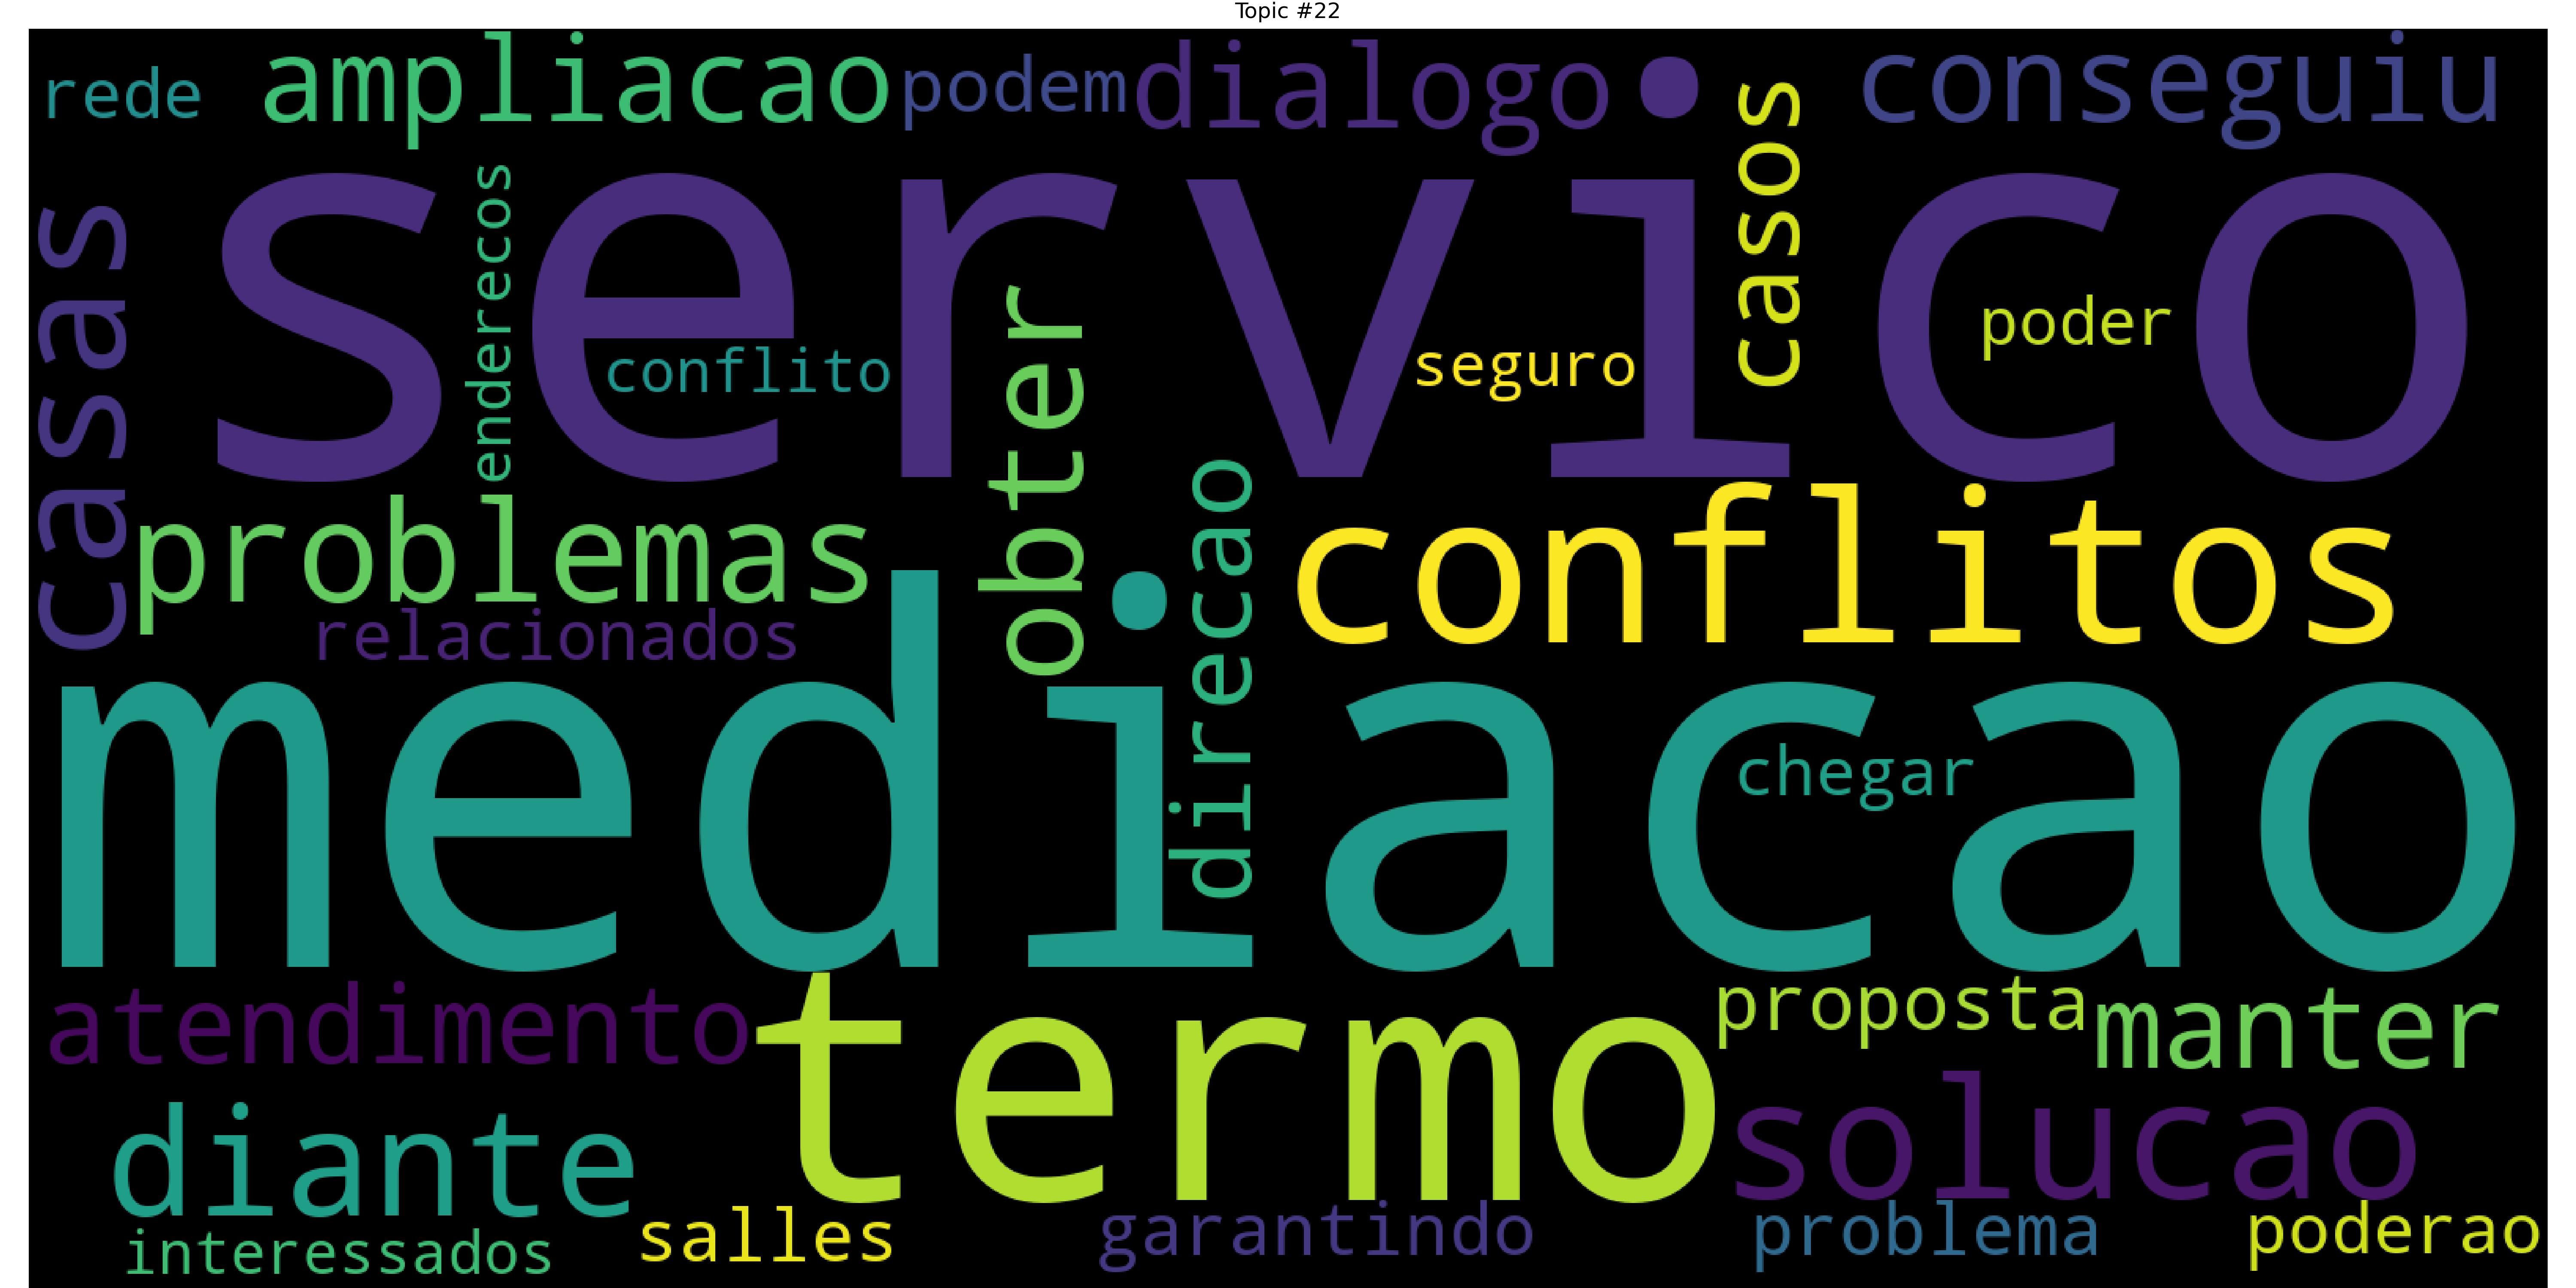 Topic #22
rede
ampliacao
podem
dialogo
casos
conseguiu
casas
servico
enderecos
conflito
obter
seguro
poder
problemas
relacionados
direcao
conflitos
mediacao
chegar
atendimento
termo
proposta
manter
diante
solucao
interessados
salles
garantindo
problema
poderao